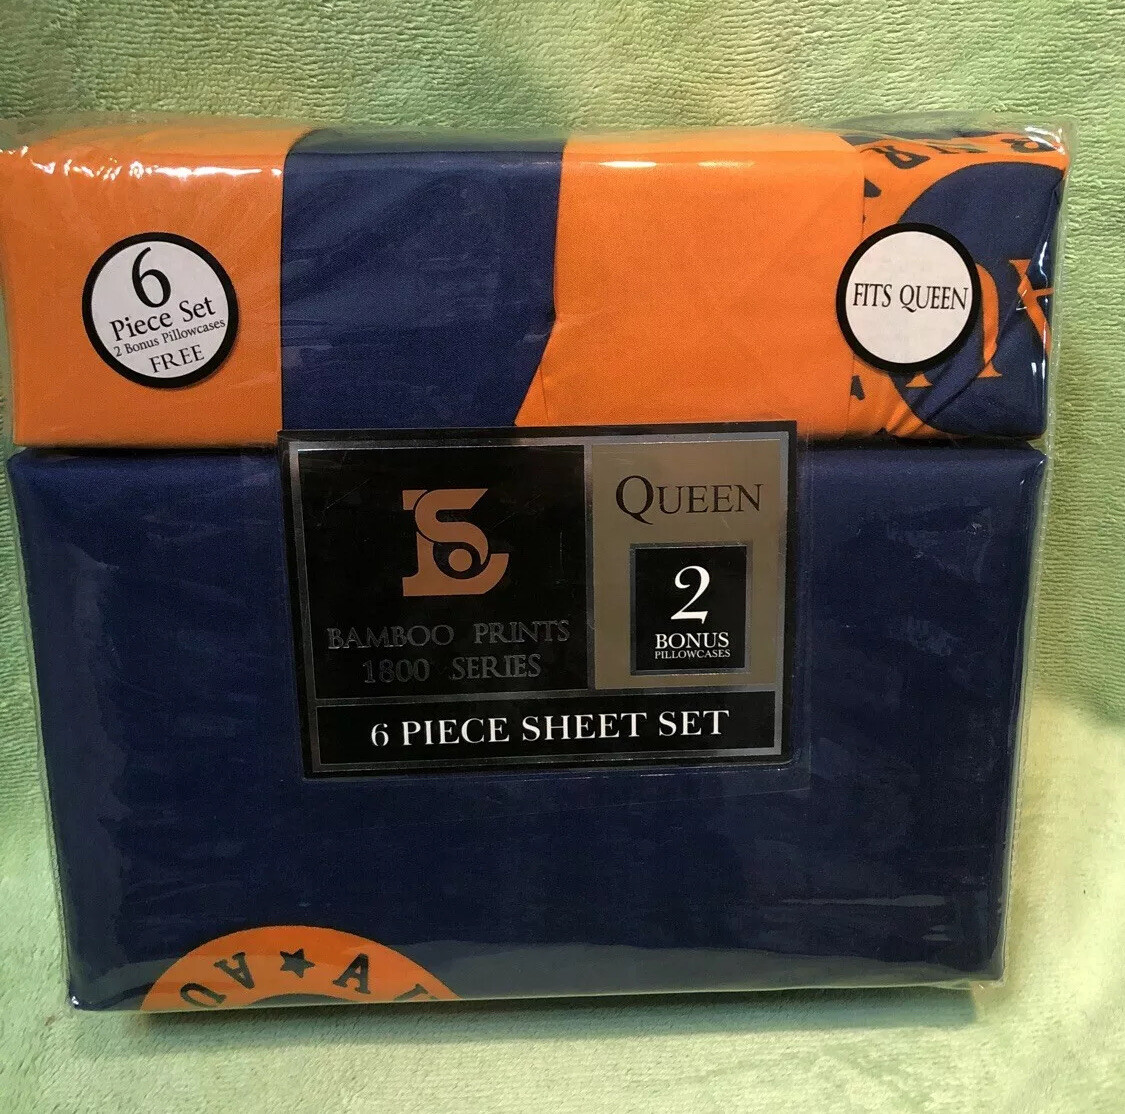 6
Piece Set
2 Bonus Pillowcases
FREE
FITS QUEEN
BAMBOO PRINTS
1800 SERIES
QUEEN
2
BONUS
PILLOWCASES
6 PIECE SHEET SET